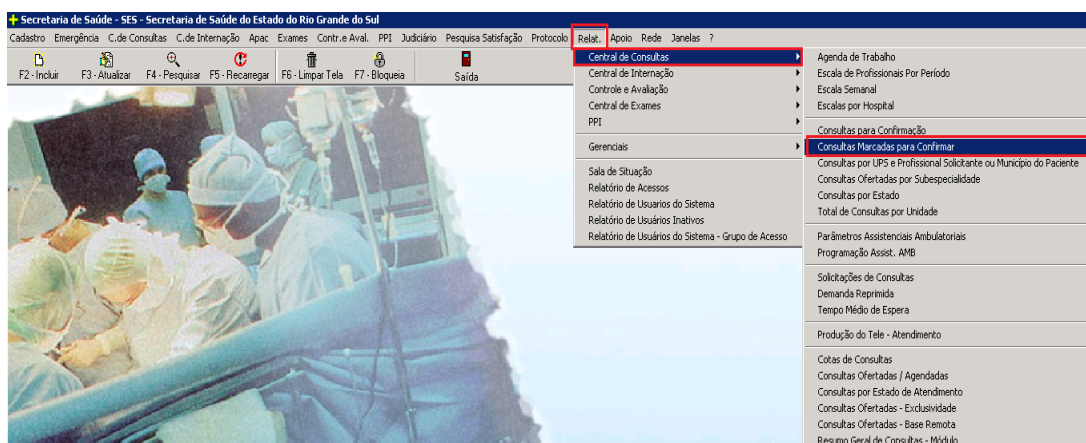 Secretaria de Saúde - SES - Secretaria de Saúde do Estado do Rio Grande do Sul
Cadastro Emergência C.de Consultas C.de Internação Apac Exames Contr.e Aval. PPI Judiciário Pesquisa Satisfação Protocolo Relat. Apoio Rede Janelas ?
F2 - Incluir F3 - Atualizar F4 - Pesquisar F5 - Recarregar F6 - Limpar Tela F7 - Bloqueia Saída
Central de Consultas
Central de Internação
Controle e Avaliação
Central de Exames
PPI
Gerenciais
Sala de Situação
Relatório de Acessos
Relatório de Usuarios do Sistema
Relatório de Usuários Inativos
Relatório de Usuários do Sistema - Grupo de Acesso
Agenda de Trabalho
Escala de Profissionais Por Período
Escala Semanal
Escalas por Hospital
Consultas para Confirmação
Consultas Marcadas para Confirmar
Consultas por UPS e Profissional Solicitante ou Município do Paciente
Consultas Ofertadas por Subespecialidade
Consultas por Estado
Total de Consultas por Unidade
Parâmetros Assistenciais Ambulatoriais
Programação Assist. AMB
Solicitações de Consultas
Demanda Reprimida
Tempo Médio de Espera
Produção do Tele - Atendimento
Cotas de Consultas
Consultas Ofertadas / Agendadas
Consultas por Estado de Atendimento
Consultas Ofertadas - Exclusividade
Consultas Ofertadas - Base Remota
Resumo Geral de Consultas - Módulo